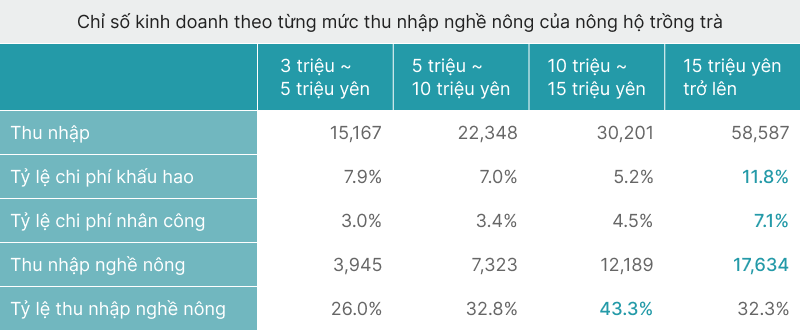 Chỉ số kinh doanh theo từng mức thu nhập nghề nông của nông hộ trồng trà
3 triệu ~ 5 triệu ~ 10 triệu ~ 15 triệu yên
5 triệu yên 10 triệu yên 15 triệu yên trở lên
Thu nhập 15,167 22,348 30,201 58,587
Tỷ lệ chi phí khấu hao 7.9% 7.0% 5.2% 11.8%
Tỷ lệ chi phí nhân công 3.0% 3.4% 4.5% 7.1%
Thu nhập nghề nông 3,945 7,323 12,189 17,634
Tỷ lệ thu nhập nghề nông 26.0% 32.8% 43.3% 32.3%